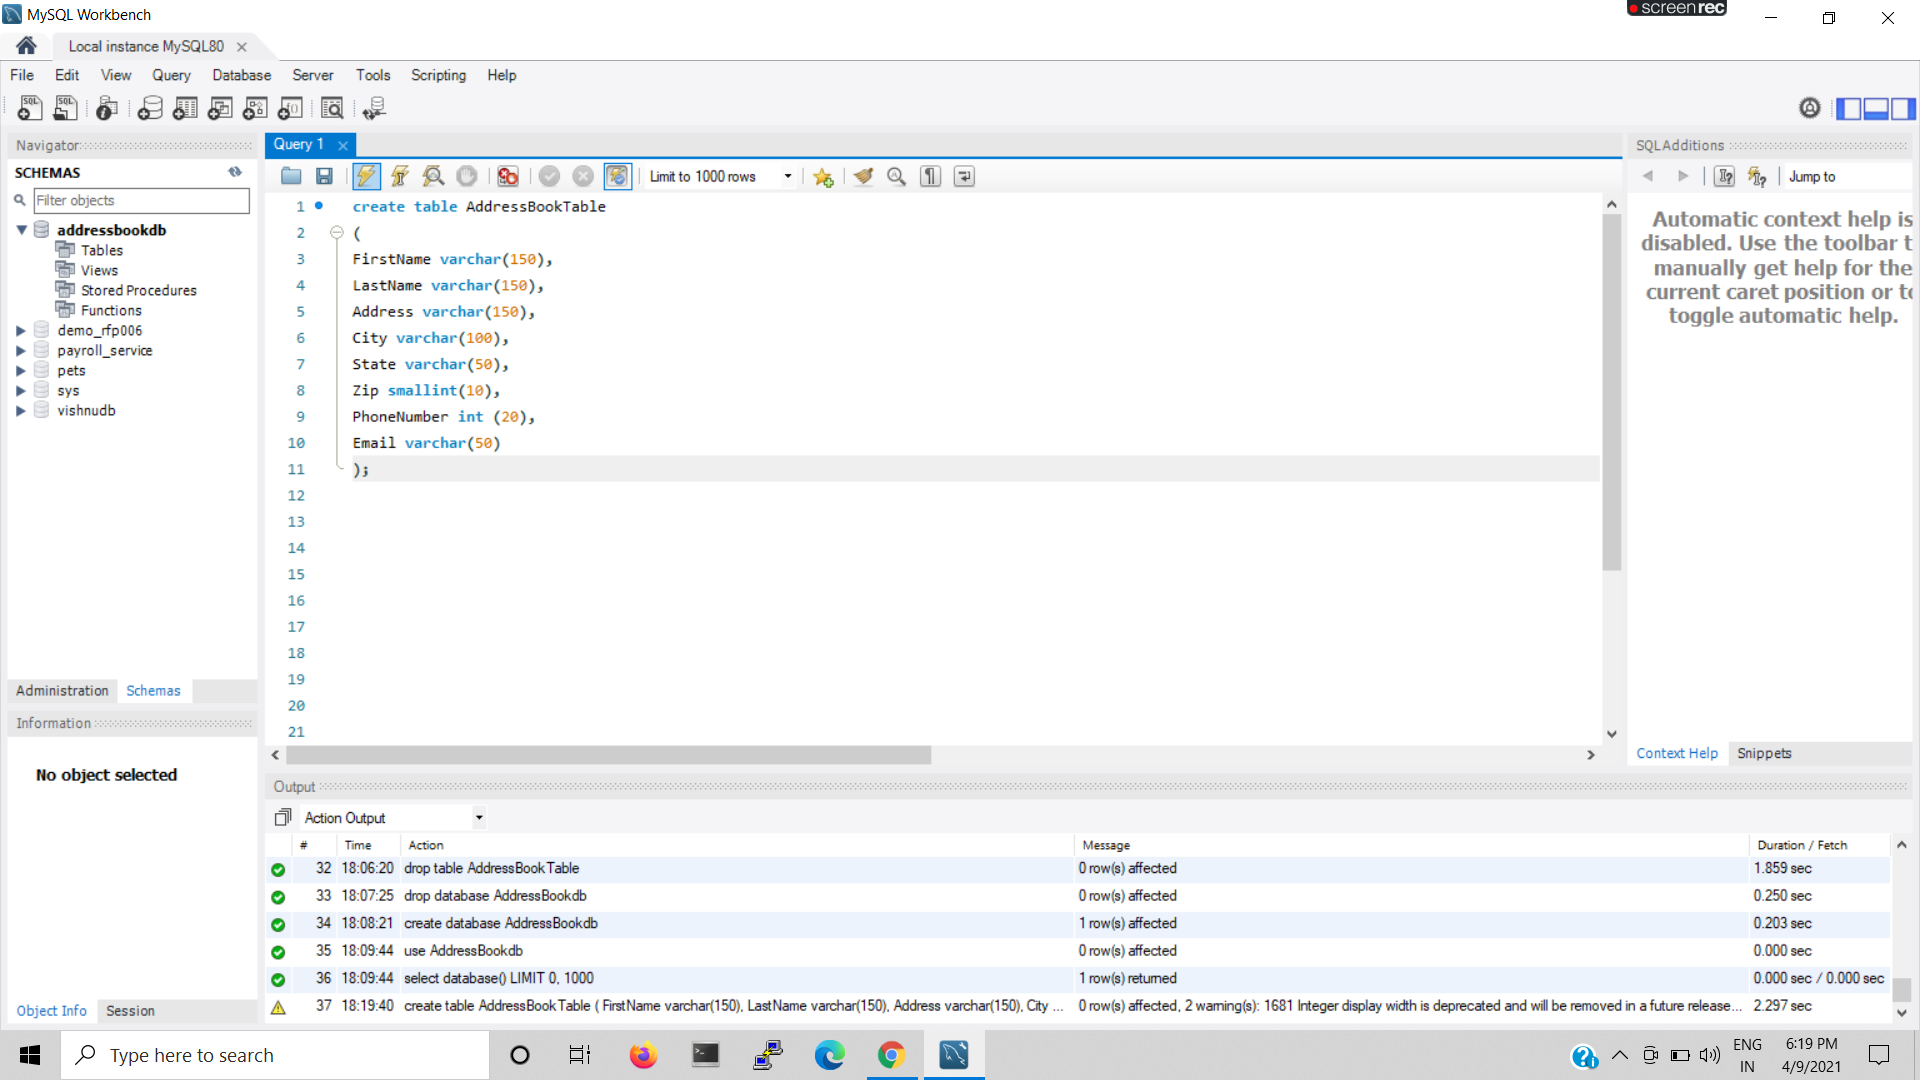 MySQL Workbench
screenrec
Local instance MySQL80
File Edit View Query Database Server Tools Scripting Help
Navigator
SCHEMAS
Filter objects
addressbookdb
Tables
Views
Stored Procedures
Functions
demo_rfp006
payroll_service
pets
sys
vishnudb
Administration Schemas
Information
No object selected
Object Info Session
Query 1
Limit to 1000 rows
1 create table AddressBookTable
2 (
3 FirstName varchar(150),
4 LastName varchar(150),
5 Address varchar(150),
6 City varchar(100),
7 State varchar(50),
8 Zip smallint(10),
9 PhoneNumber int (20),
10 Email varchar(50)
11 );
12
13
14
15
16
17
18
19
20
21
SQLAdditions
Jump to
Automatic context help is
disabled. Use the toolbar t
manually get help for the
current caret position or to
toggle automatic help.
Context Help Snippets
Output
Action Output
# Time Action Message Duration / Fetch
32 18:06:20 drop table AddressBookTable 0 row(s) affected 1.859 sec
33 18:07:25 drop database AddressBookdb 0 row(s) affected 0.250 sec
34 18:08:21 create database AddressBookdb 1 row(s) affected 0.203 sec
35 18:09:44 use AddressBookdb 0 row(s) affected 0.000 sec
36 18:09:44 select database() LIMIT 0, 1000 1 row(s) returned 0.000 sec / 0.000 sec
37 18:19:40 create table AddressBookTable ( FirstName varchar(150), LastName varchar(150), Address varchar(150), City ... 0 row(s) affected, 2 warning(s): 1681 Integer display width is deprecated and will be removed in a future release... 2.297 sec
Type here to search
ENG
IN
6:19 PM
4/9/2021